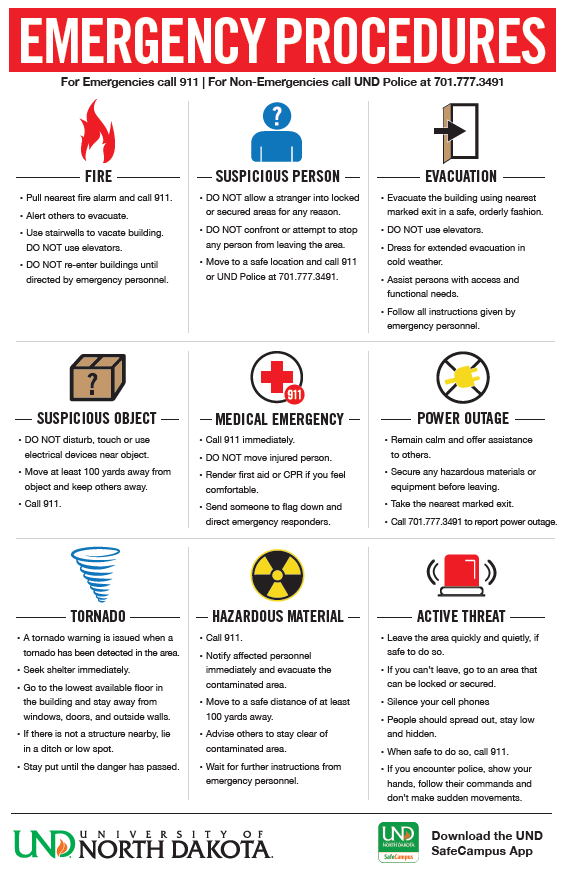 EMERGENCY PROCEDURES
For Emergencies call 911 | For Non-Emergencies call UND Police at 701.777.3491
FIRE
• Pull nearest fire alarm and call 911.
• Alert others to evacuate.
• Use stairwells to vacate building.
DO NOT use elevators.
• DO NOT re-enter buildings until
directed by emergency personnel.
?
SUSPICIOUS PERSON
• DO NOT allow a stranger into locked
or secured areas for any reason.
• DO NOT confront or attempt to stop
any person from leaving the area.
• Move to a safe location and call 911
or UND Police at 701.777.3491.
EVACUATION
• Evacuate the building using nearest
marked exit in a safe, orderly fashion.
• DO NOT use elevators.
• Dress for extended evacuation in
cold weather.
• Assist persons with access and
functional needs.
• Follow all instructions given by
emergency personnel.
?
SUSPICIOUS OBJECT
• DO NOT disturb, touch or use
electrical devices near object.
• Move at least 100 yards away from
object and keep others away.
• Call 911.
911
MEDICAL EMERGENCY
• Call 911 immediately.
• DO NOT move injured person.
• Render first aid or CPR if you feel
comfortable.
• Send someone to flag down and
direct emergency responders.
POWER OUTAGE
• Remain calm and offer assistance
to others.
• Secure any hazardous materials or
equipment before leaving.
• Take the nearest marked exit.
• Call 701.777.3491 to report power outage.
TORNADO
• A tornado warning is issued when a
tornado has been detected in the area.
• Seek shelter immediately.
• Go to the lowest available floor in
the building and stay away from
windows, doors, and outside walls.
• If there is not a structure nearby, lie
in a ditch or low spot.
• Stay put until the danger has passed.
HAZARDOUS MATERIAL
• Call 911.
• Notify affected personnel
immediately and evacuate the
contaminated area.
• Move to a safe distance of at least
100 yards away.
• Advise others to stay clear of
contaminated area.
• Wait for further instructions from
emergency personnel.
ACTIVE THREAT
• Leave the area quickly and quietly, if
safe to do so.
• If you can't leave, go to an area that
can be locked or secured.
• Silence your cell phones
• People should spread out, stay low
and hidden.
• When safe to do so, call 911.
• If you encounter police, show your
hands, follow their commands and
don't make sudden movements.
UND
UNIVERSITY OF
NORTH DAKOTA.
UND
NORTH DAKOTA
SafeCampus
Download the UND
SafeCampus App